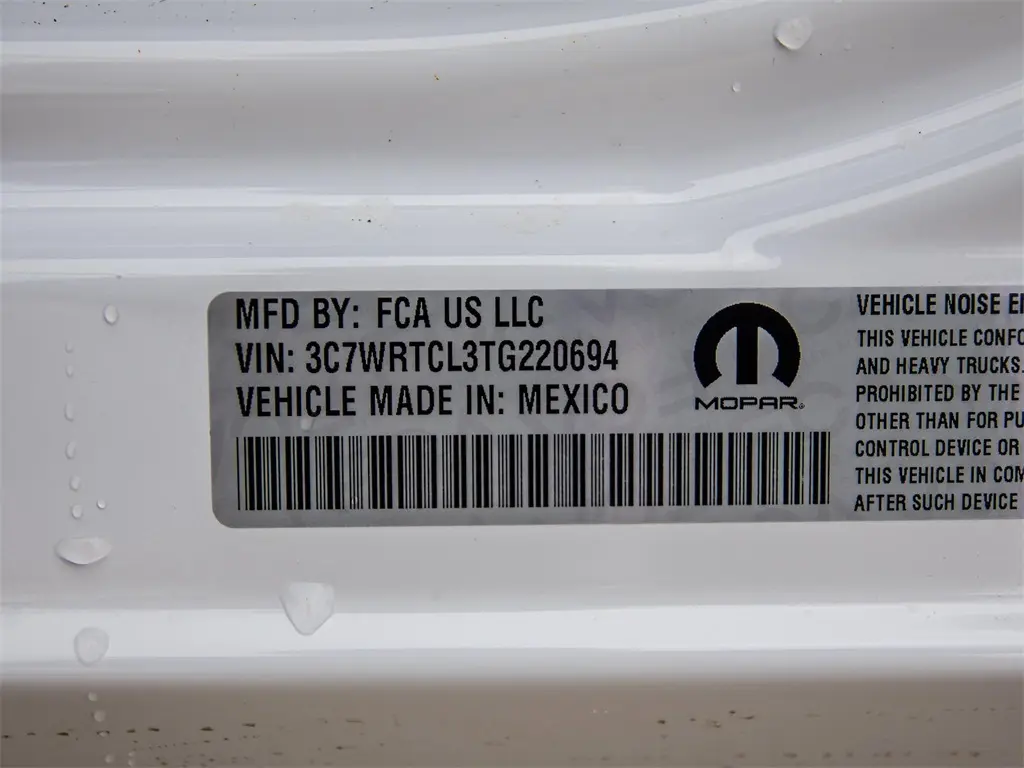 MFD BY: FCA US LLC
VIN: 3C7WRTCL3TG220694
VEHICLE MADE IN: MEXICO
MOPAR
VEHICLE NOISE
THIS VEHICLE
AND HEAVY TRUCKS.
PROHIBITED BY THE
OTHER THAN FOR
CONTROL DEVICE OR
THIS VEHICLE IN
AFTER SUCH DEVICE